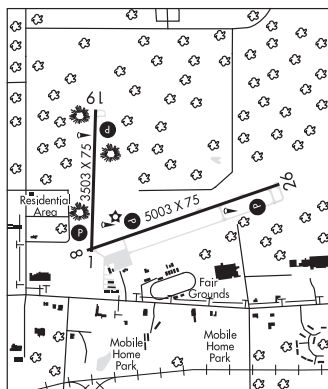 19
3503 X 75
P
26
Residential
Area
5003 X 75
P
P
P
8
1
Fair
Grounds
Mobile
Home
Park
Mobile
Home
Park